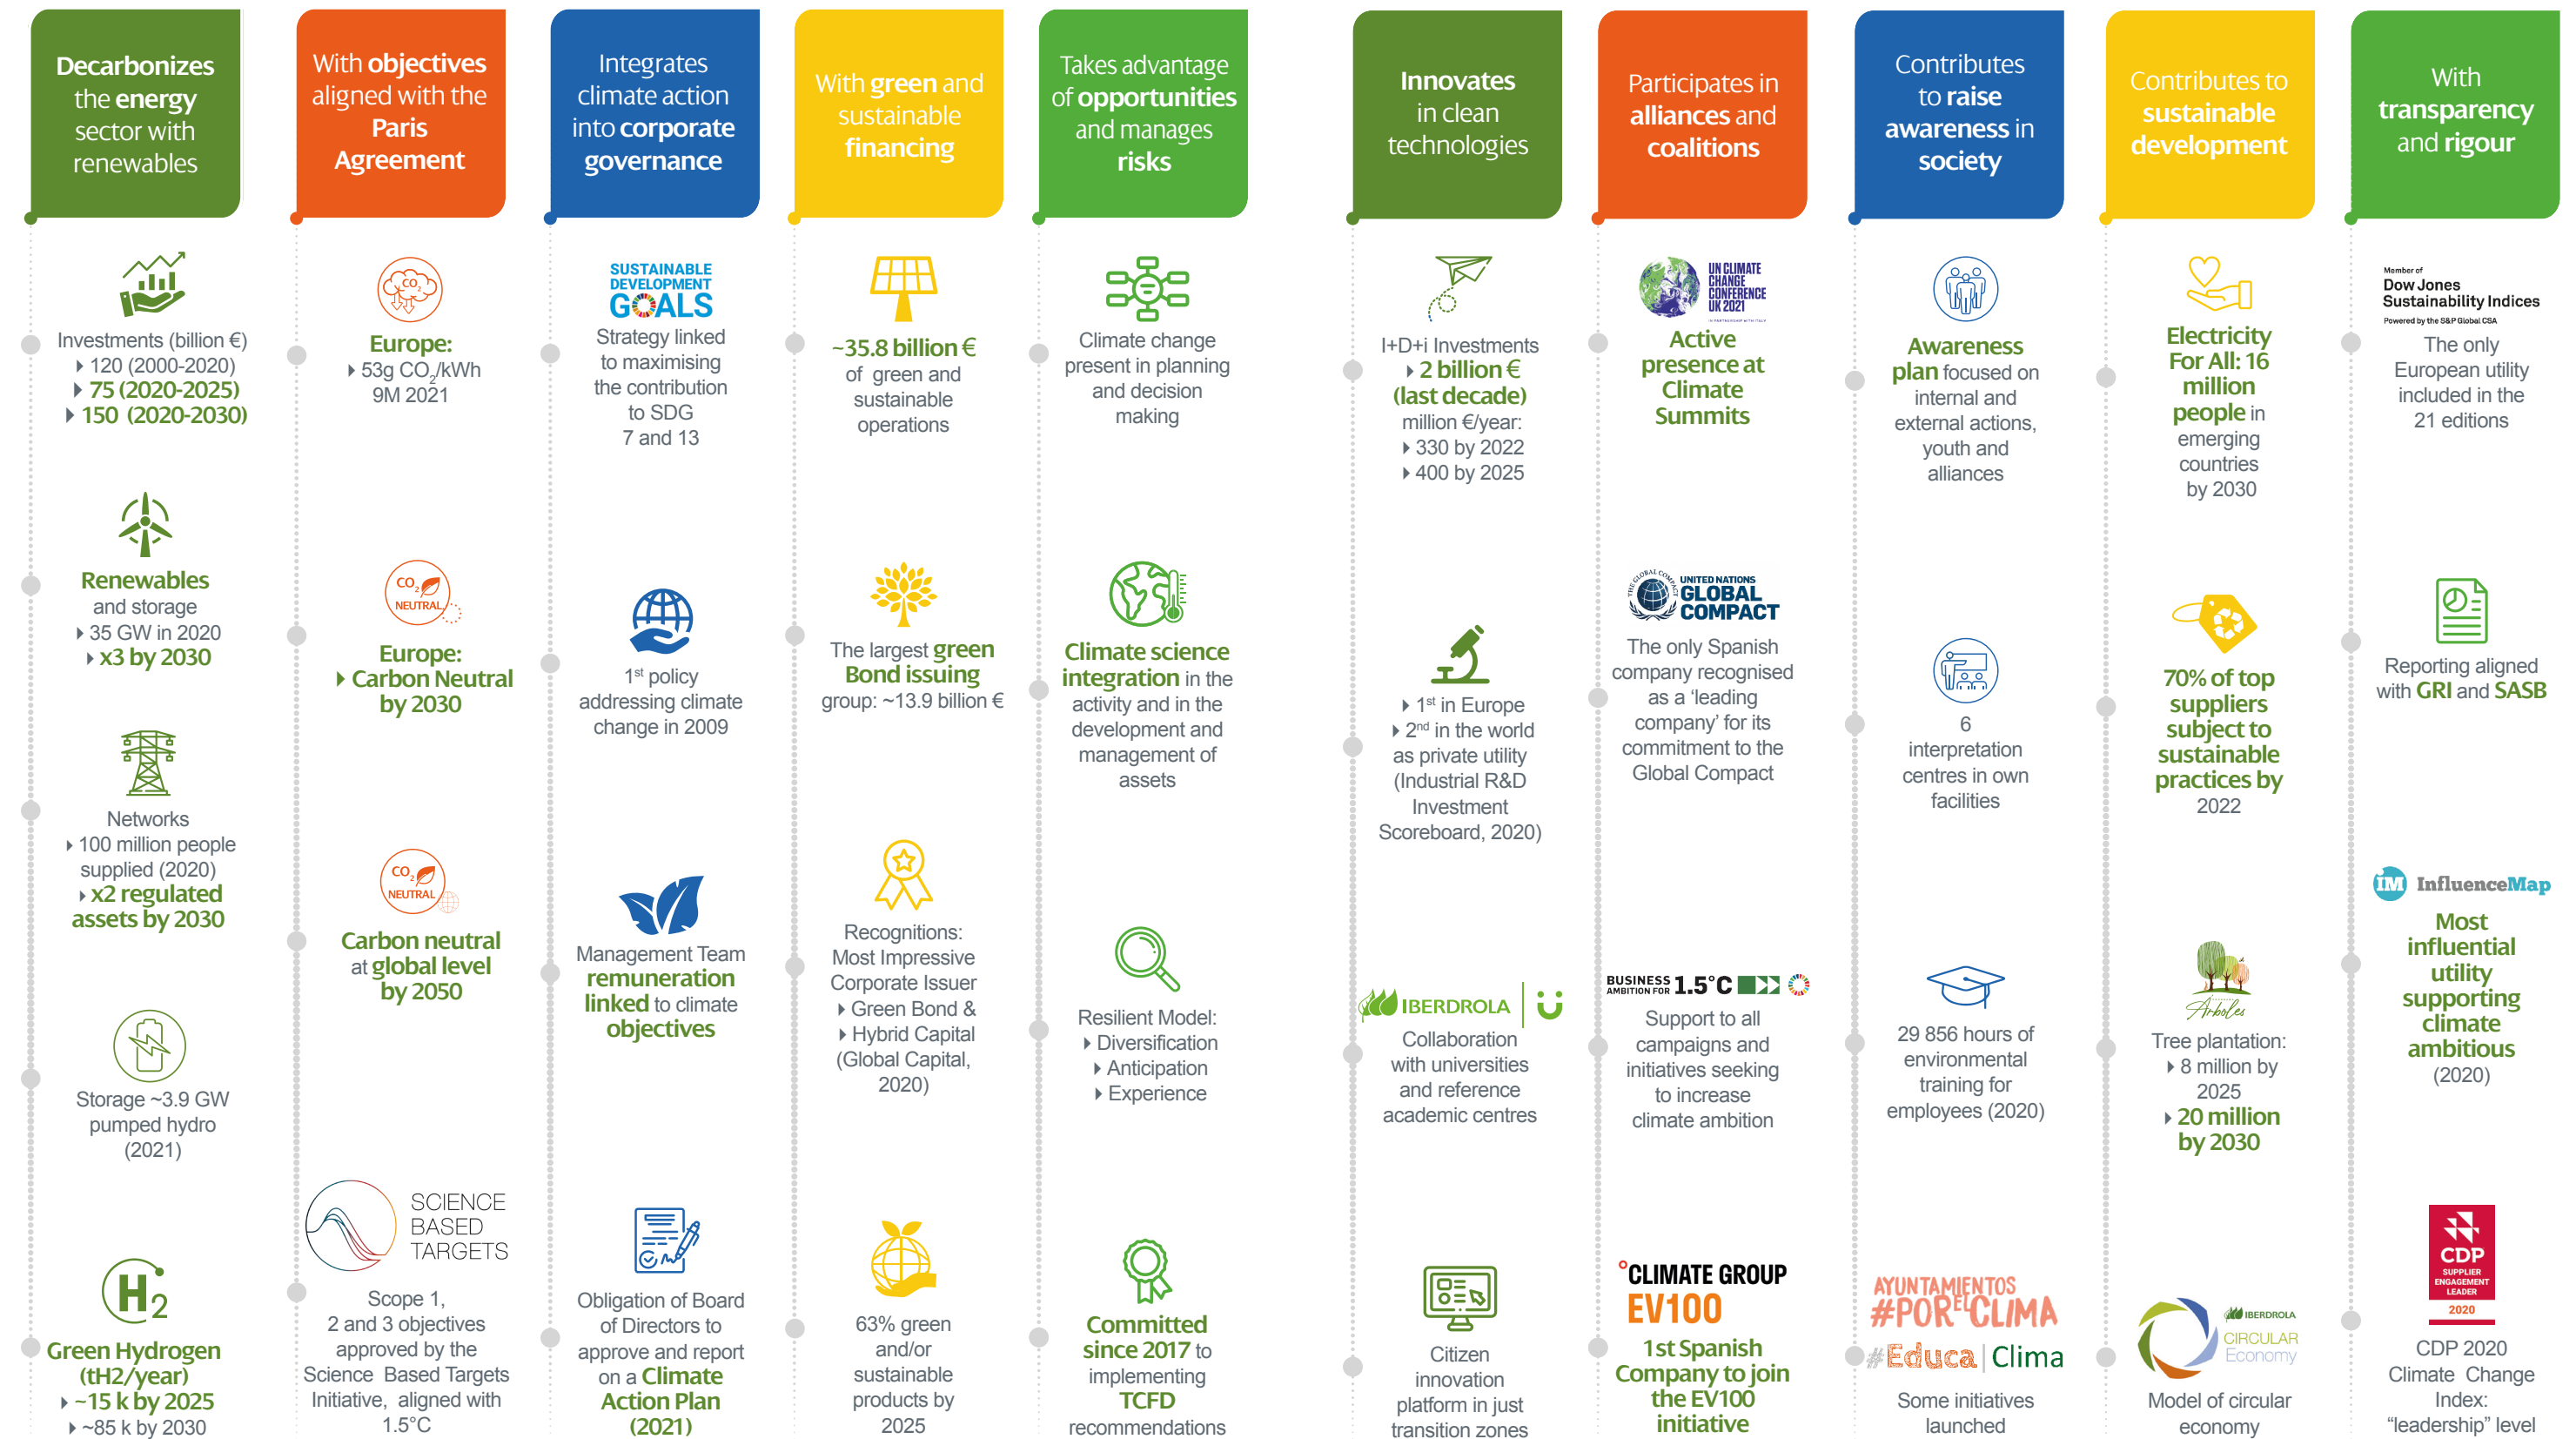 Decarbonizes
the energy
sector with
renewables
Investments (billion €)
120 (2000-2020)
75 (2020-2025)
150 (2020-2030)
Renewables
and storage
35 GW in 2020
x3 by 2030
Networks
100 million people
supplied (2020)
x2 regulated
assets by 2030
Storage ~3.9 GW
pumped hydro
(2021)
H2
Green Hydrogen
(tH2/year)
~15 k by 2025
~85 k by 2030
With objectives
aligned with the
Paris
Agreement
CO2
Europe:
53g CO2/kWh
9M 2021
CO2
NEUTRAL
Europe:
Carbon Neutral
by 2030
CO2
NEUTRAL
Carbon neutral
at global level
by 2050
SCIENCE
BASED
TARGETS
Scope 1,
2 and 3 objectives
approved by the
Science Based Targets
Initiative, aligned with
1.5°C
Integrates
climate action
into corporate
governance
SUSTAINABLE
DEVELOPMENT
GOALS
Strategy linked
to maximising
the contribution
to SDG
7 and 13
1st policy
addressing climate
change in 2009
Management Team
remuneration
linked to climate
objectives
Obligation of Board
of Directors to
approve and report
on a Climate
Action Plan
(2021)
With green and
sustainable
financing
~35.8 billion €
of green and
sustainable
operations
The largest green
Bond issuing
group: ~13.9 billion €
Recognitions:
Most Impressive
Corporate Issuer
Green Bond &
Hybrid Capital
(Global Capital,
2020)
63% green
and/or
sustainable
products by
2025
Takes advantage
of opportunities
and manages
risks
Climate change
present in planning
and decision
making
Climate science
integration in the
activity and in the
development and
management of
assets
Resilient Model:
Diversification
Anticipation
Experience
Committed
since 2017 to
implementing
TCFD
recommendations
Innovates
in clean
technologies
I+D+i Investments
2 billion €
(last decade)
million €/year:
330 by 2022
400 by 2025
1st in Europe
2nd in the world
as private utility
(Industrial R&D
Investment
Scoreboard, 2020)
IBERDROLA
Collaboration
with universities
and reference
academic centres
Citizen
innovation
platform in just
transition zones
Participates in
alliances and
coalitions
UN CLIMATE
CHANGE
CONFERENCE
UK 2021
IN PARTNERSHIP WITH ITALY
Active
presence at
Climate
Summits
THE GLOBAL COMPACT
UNITED NATIONS
GLOBAL
COMPACT
The only Spanish
company recognised
as a ‘leading
company’ for its
commitment to the
Global Compact
BUSINESS
AMBITION FOR 1.5°C
Support to all
campaigns and
initiatives seeking
to increase
climate ambition
°CLIMATE GROUP
EV100
1st Spanish
Company to join
the EV100
initiative
Contributes
to raise
awareness in
society
Awareness
plan focused on
internal and
external actions,
youth and
alliances
6
interpretation
centres in own
facilities
29 856 hours of
environmental
training for
employees (2020)
AYUNTAMIENTOS
#POR EL CLIMA
#Educa | Clima
Some initiatives
launched
Contributes to
sustainable
development
Electricity
For All: 16
million
people in
emerging
countries
by 2030
70% of top
suppliers
subject to
sustainable
practices by
2022
Árboles
Tree plantation:
8 million by
2025
20 million
by 2030
IBERDROLA
CIRCULAR
Economy
Model of circular
economy
With
transparency
and rigour
Member of
Dow Jones
Sustainability Indices
Powered by the S&P Global CSA
The only
European utility
included in the
21 editions
Reporting aligned
with GRI and SASB
iM InfluenceMap
Most
influential
utility
supporting
climate
ambitious
(2020)
CDP
SUPPLIER
ENGAGEMENT
LEADER
2020
CDP 2020
Climate Change
Index:
“leadership” level